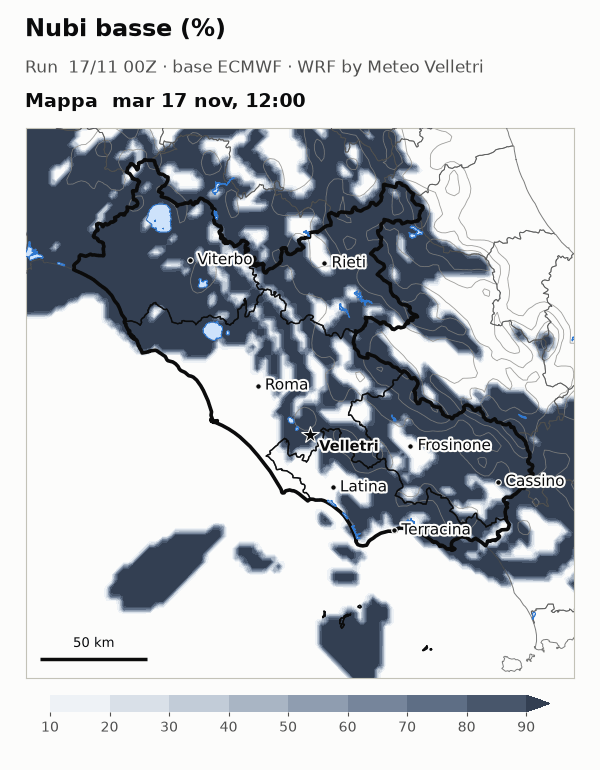 Nubi basse (%)
Run 17/11 00Z · base ECMWF · WRF by Meteo Velletri
Mappa mar 17 nov, 12:00
Viterbo
Rieti
Roma
Velletri
Frosinone
Cassino
Latina
Terracina
50 km
10 20 30 40 50 60 70 80 90